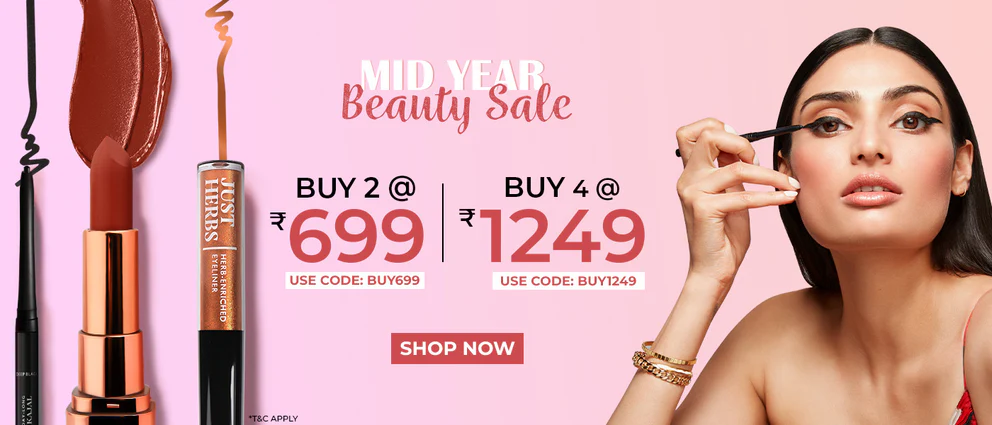 MID YEAR
Beauty Sale
BUY 2 @
₹699
USE CODE: BUY699
BUY 4 @
₹1249
USE CODE: BUY1249
SHOP NOW
JUST
HERBS
HERB-ENRICHED
EYELINER
KAJAL
*T&C APPLY